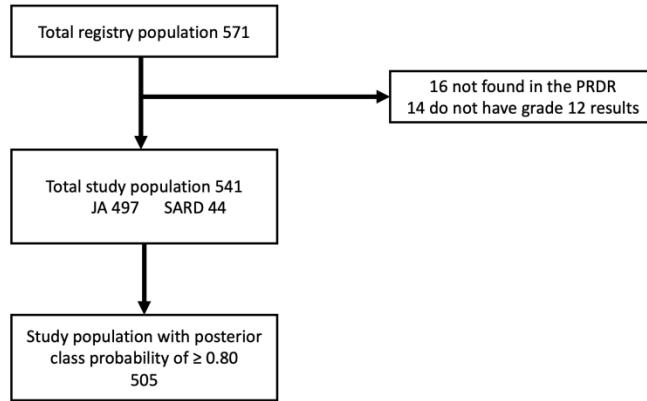 Total registry population 571
16 not found in the PRDR
14 do not have grade 12 results
Total study population 541
JA 497 SARD 44
Study population with posterior
class probability of ≥ 0.80
505